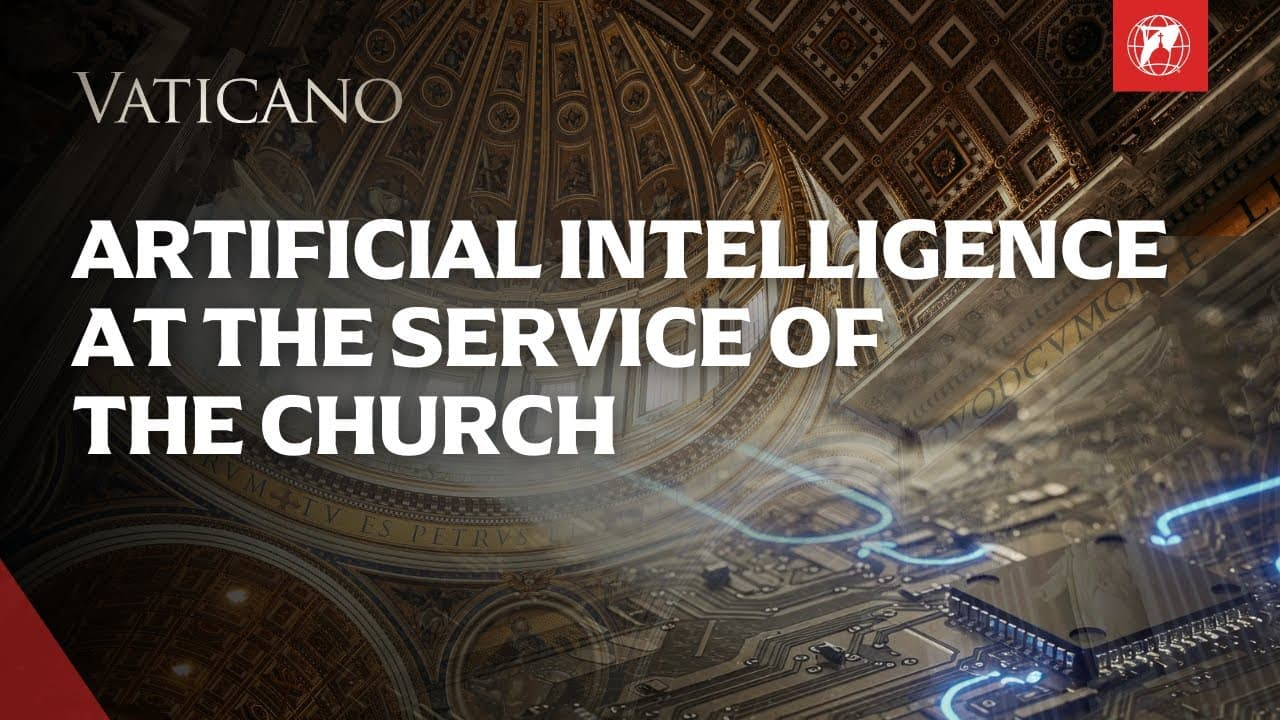 VATICANO
ARTIFICIAL INTELLIGENCE
AT THE SERVICE OF
THE CHURCH
TV ES PETRVS